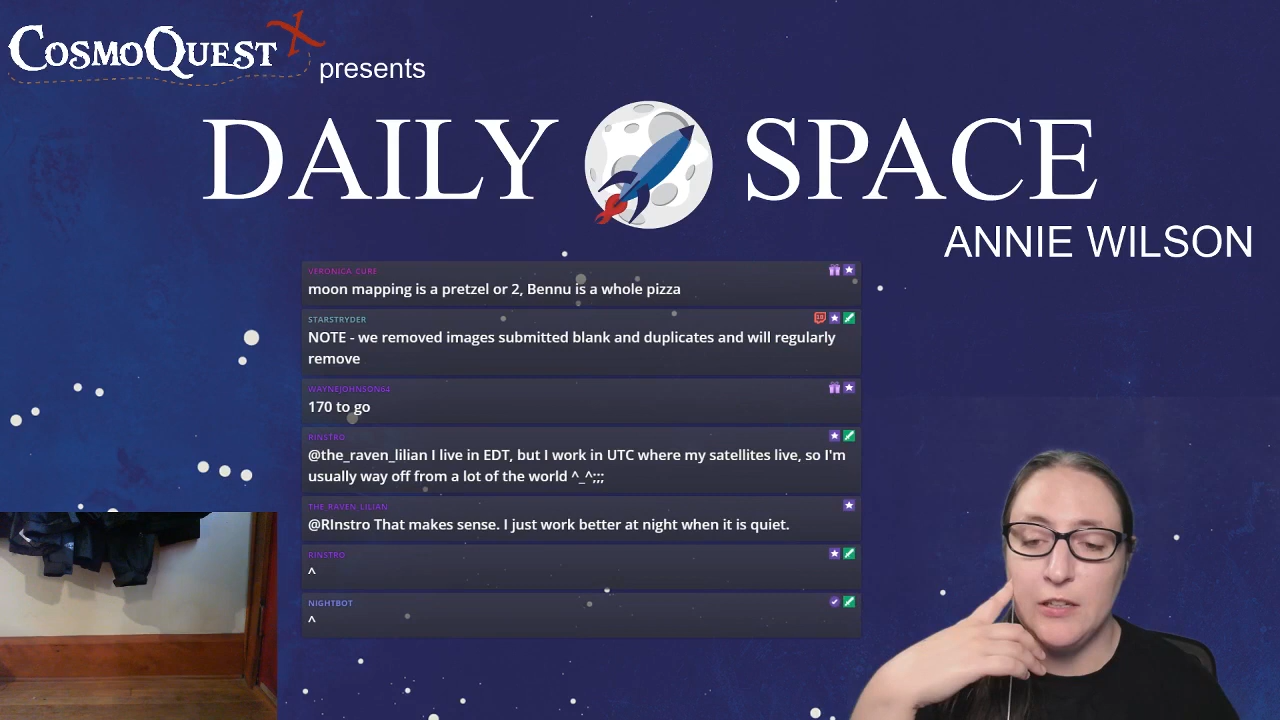 COSMOQUEST X presents
DAILY SPACE
ANNIE WILSON
VERONICA CURE
moon mapping is a pretzel or 2, Bennu is a whole pizza
STARSTRYDER
NOTE - we removed images submitted blank and duplicates and will regularly
remove
WAYNEJOHNSON64
170 to go
RINSTRO
@the_raven_lilian I live in EDT, but I work in UTC where my satellites live, so I'm
usually way off from a lot of the world ^_^;;;
THE RAVEN LILIAN
@RInstro That makes sense. I just work better at night when it is quiet.
RINSTRO
^
NIGHTBOT
^